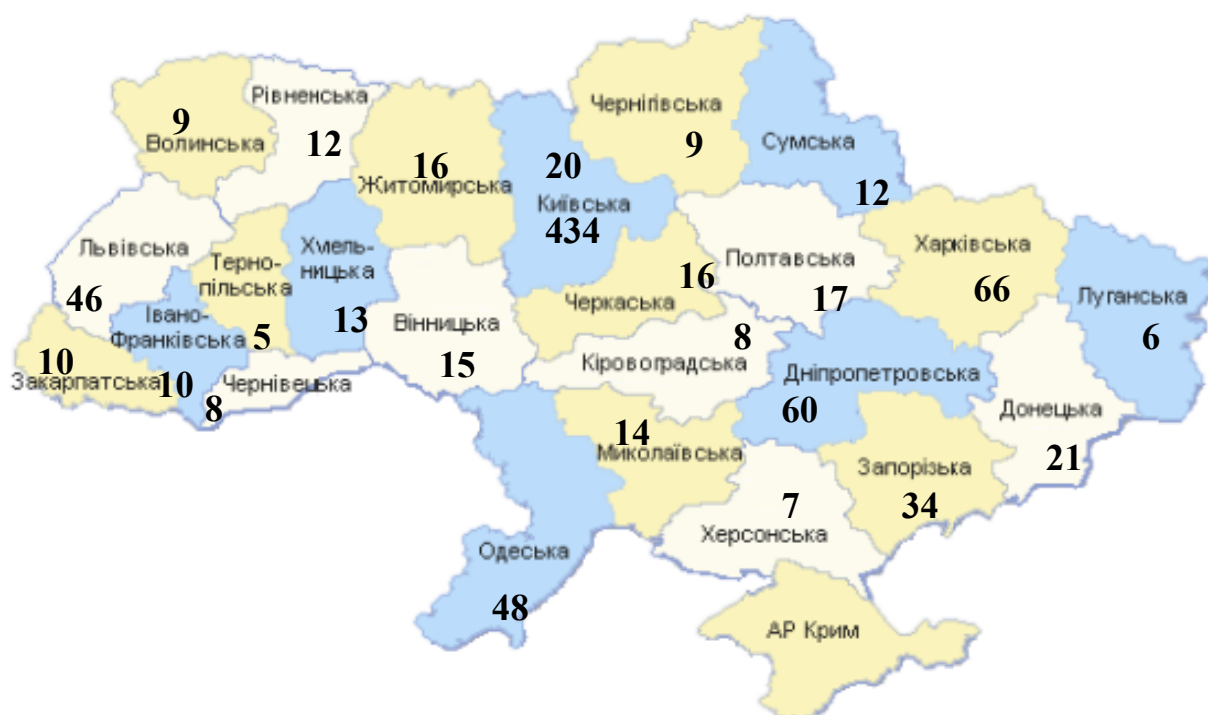 Рівненська
12
9
Волинська
16
Житомирська
20
Київська
434
Чернігівська
9
Сумська
12
Львівська
46
Терно-
пільська
5
Хмель-
ницька
13
Вінницька
15
16
Черкаська
Полтавська
17
Харківська
66
Луганська
6
Івано-
Франківська
10
10
Закарпатська
Чернівецька
8
8
Кіровоградська
Дніпропетровська
60
Донецька
21
14
Миколаївська
Запорізька
34
7
Херсонська
Одеська
48
АР Крим